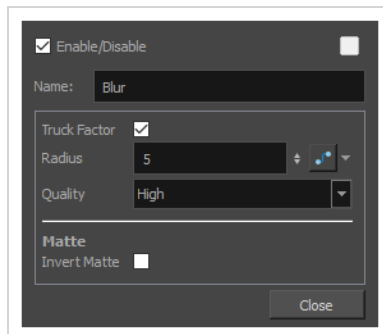 Enable/Disable
Name: Blur
Truck Factor
Radius 5
Quality High
Matte
Invert Matte
Close